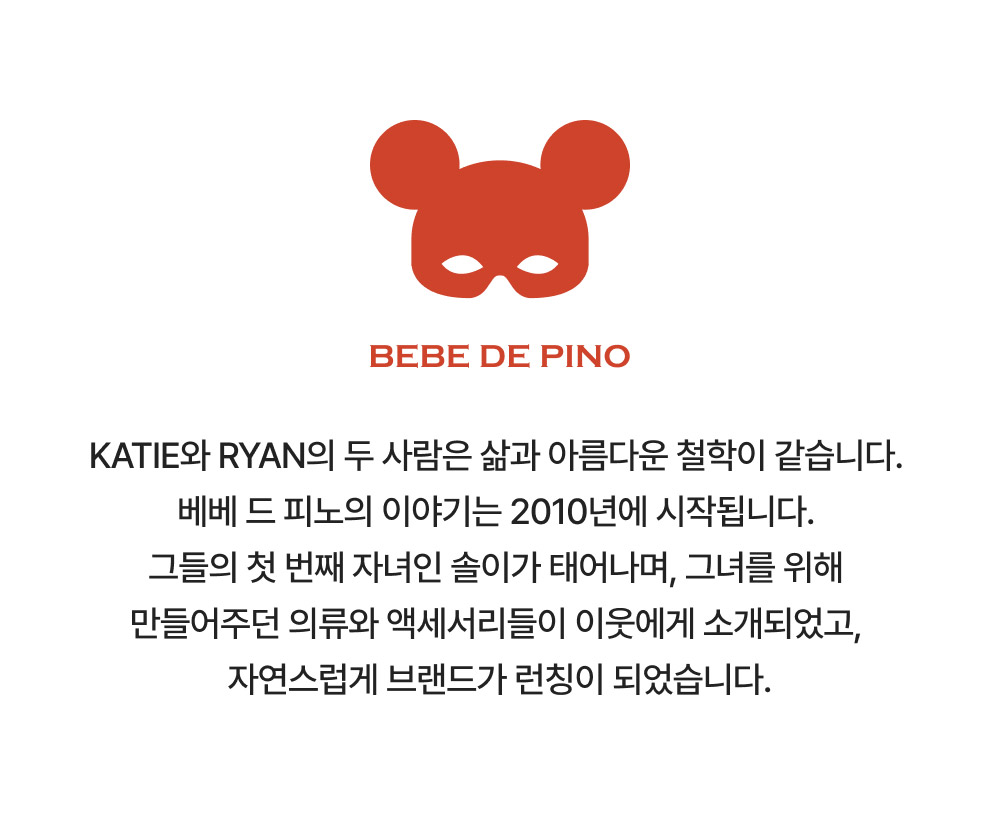 BEBE DE PINO
KATIE와 RYAN의 두 사람은 삶과 아름다운 철학이 같습니다.
베베 드 피노의 이야기는 2010년에 시작됩니다.
그들의 첫 번째 자녀인 솔이가 태어나며, 그녀를 위해
만들어주던 의류와 액세서리들이 이웃에게 소개되었고,
자연스럽게 브랜드가 런칭이 되었습니다.